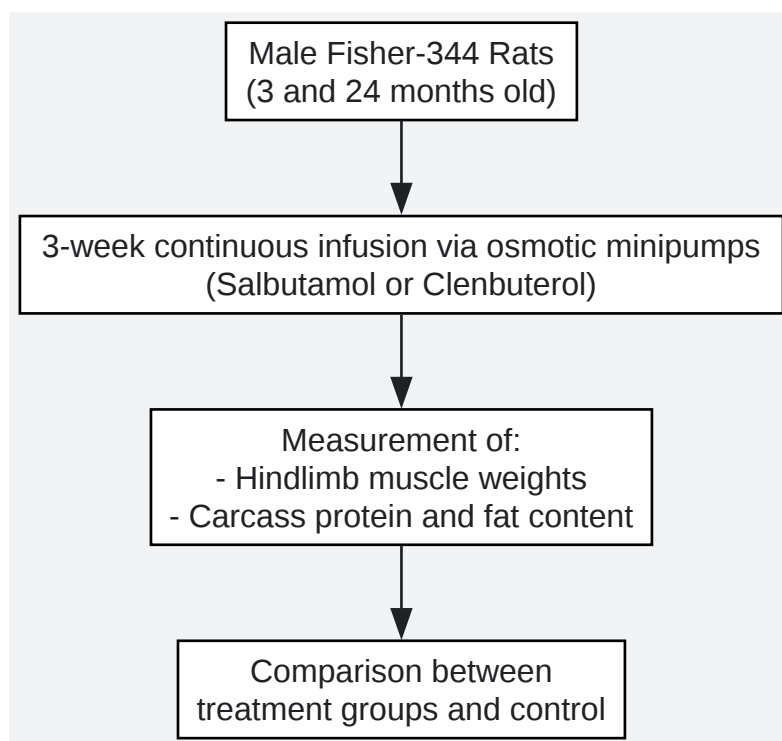 Male Fisher-344 Rats
(3 and 24 months old)
3-week continuous infusion via osmotic minipumps
(Salbutamol or Clenbuterol)
Measurement of:
- Hindlimb muscle weights
- Carcass protein and fat content
Comparison between
treatment groups and control